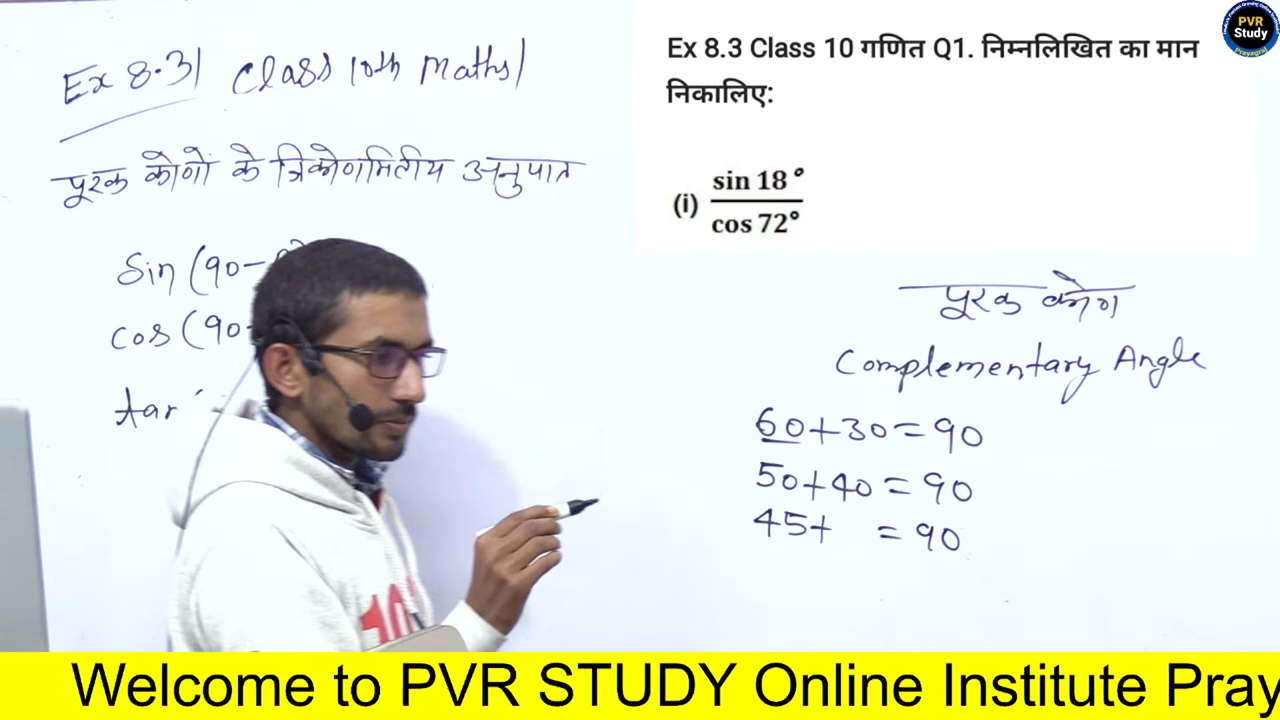 Ex 8.3 Class 10th Maths
पूरक कोणों के त्रिकोणमितीय अनुपात
Sin (90-
cos (90-
tan
PVR
Study
Prayagraj
Ex 8.3 Class 10 गणित Q1. निम्नलिखित का मान
निकालिए:
(i) sin 18°
cos 72°
पूरक कोण
Complementary Angle
60+30=90
50+40=90
45+ =90
Welcome to PVR STUDY Online Institute Pray